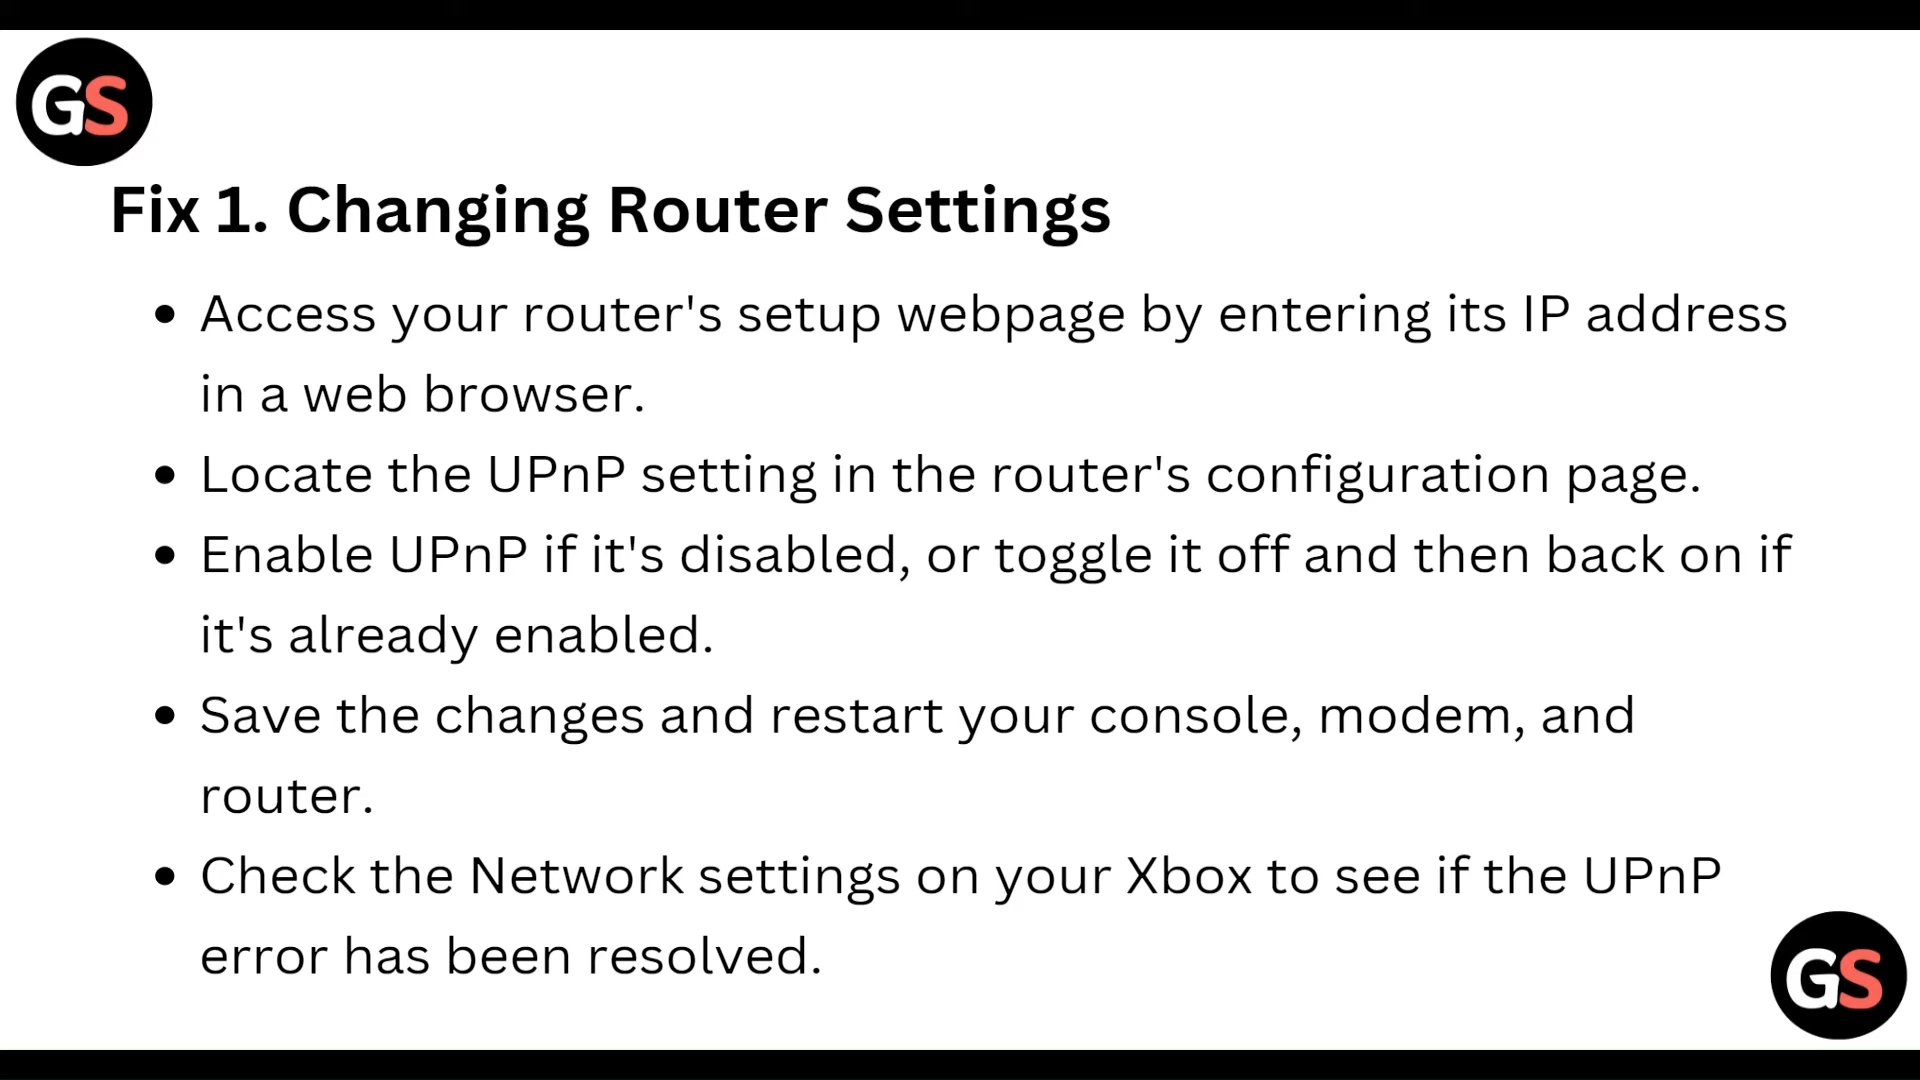 GS
Fix 1. Changing Router Settings
• Access your router's setup webpage by entering its IP address
in a web browser.
• Locate the UPnP setting in the router's configuration page.
• Enable UPnP if it's disabled, or toggle it off and then back on if
it's already enabled.
• Save the changes and restart your console, modem, and
router.
• Check the Network settings on your Xbox to see if the UPnP
error has been resolved.
GS